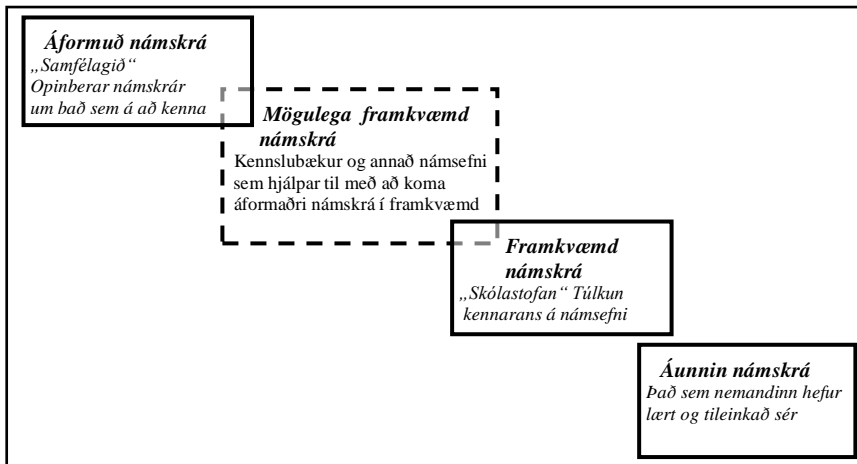 Áformuð námskrá
„Samfélagið“
Opinberar námskrár
um það sem á að kenna
Mögulega framkvæmd
námskrá
Kennslubækur og annað námsefni
sem hjálpar til með að koma
áformaðri námskrá í framkvæmd
Framkvæmd
námskrá
„Skólastofan“ Túlkun
kennarans á námsefni
Áunnin námskrá
Það sem nemandinn hefur
lært og tileinkað sér